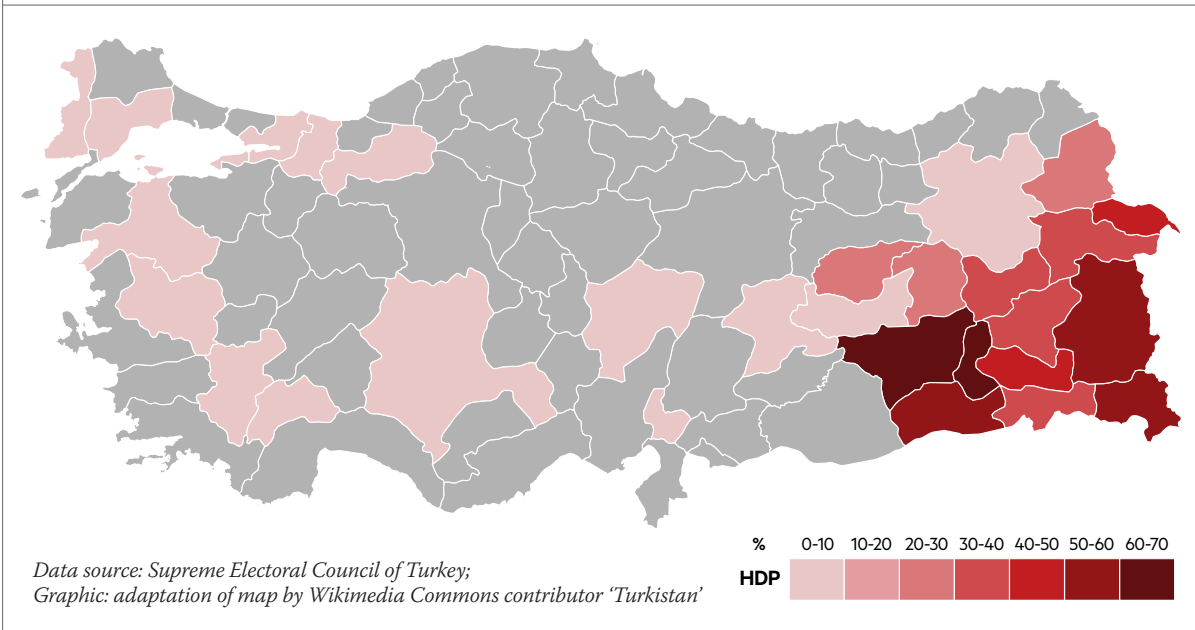 % 0-10 10-20 20-30 30-40 40-50 50-60 60-70
HDP
Data source: Supreme Electoral Council of Turkey;
Graphic: adaptation of map by Wikimedia Commons contributor ‘Turkistan’